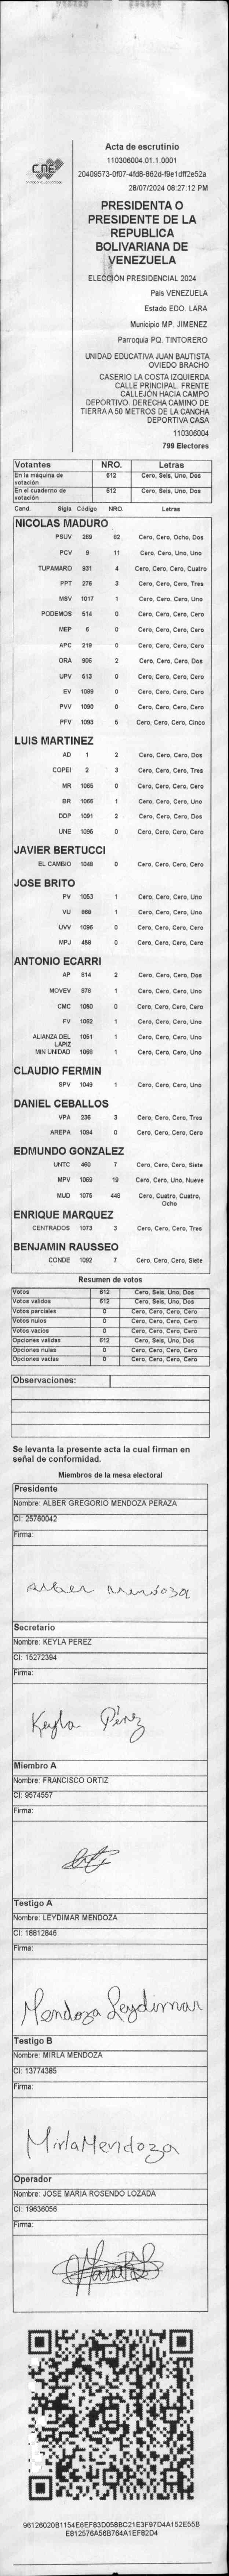 CNE
Acta de escrutinio
110306004.01.1.0001
28/07/2024 08:27:12 PM
PRESIDENTA O
PRESIDENTE DE LA
REPUBLICA
BOLIVARIANA DE
VENEZUELA
ELECCIÓN PRESIDENCIAL 2024
País VENEZUELA
Estado EDO. LARA
Municipio MP. JIMENEZ
Parroquia PQ. TINTORERO
UNIDAD EDUCATIVA JUAN BAUTISTA
OVIEDO BRACHO
CASERIO LA COSTA IZQUIERDA
CALLE PRINCIPAL. FRENTE
CALLEJÓN HACIA CAMPO
DEPORTIVO. DERECHA CAMINO DE
TIERRA A 50 METROS DE LA CANCHA
DEPORTIVA CASA
110306004
799 Electores
Votantes NRO. Letras
En la máquina de votación 612 Cero, Seis, Uno, Dos
En el cuaderno de votación 612 Cero, Seis, Uno, Dos
Cand. Sigla Código NRO. Letras
NICOLAS MADURO
PSUV 269 82 Cero, Cero, Ocho, Dos
PCV 9 11 Cero, Cero, Uno, Uno
TUPAMARO 931 4 Cero, Cero, Cero, Cuatro
PPT 276 3 Cero, Cero, Cero, Tres
MSV 1017 1 Cero, Cero, Cero, Uno
PODEMOS 514 0 Cero, Cero, Cero, Cero
MEP 6 0 Cero, Cero, Cero, Cero
APC 219 0 Cero, Cero, Cero, Cero
ORA 906 2 Cero, Cero, Cero, Dos
UPV 513 0 Cero, Cero, Cero, Cero
EV 1089 0 Cero, Cero, Cero, Cero
PVV 1090 0 Cero, Cero, Cero, Cero
PFV 1093 5 Cero, Cero, Cero, Cinco
LUIS MARTINEZ
AD 1 2 Cero, Cero, Cero, Dos
COPEI 2 3 Cero, Cero, Cero, Tres
MR 1065 0 Cero, Cero, Cero, Cero
BR 1066 1 Cero, Cero, Cero, Uno
DDP 1091 2 Cero, Cero, Cero, Dos
UNE 1095 0 Cero, Cero, Cero, Cero
JAVIER BERTUCCI
EL CAMBIO 1048 0 Cero, Cero, Cero, Cero
JOSE BRITO
PV 1053 1 Cero, Cero, Cero, Uno
VU 868 1 Cero, Cero, Cero, Uno
UVV 1096 0 Cero, Cero, Cero, Cero
MPJ 458 0 Cero, Cero, Cero, Cero
ANTONIO ECARRI
AP 614 2 Cero, Cero, Cero, Dos
MOVEV 978 1 Cero, Cero, Cero, Uno
CMC 1050 0 Cero, Cero, Cero, Cero
FV 1062 1 Cero, Cero, Cero, Uno
ALIANZA DEL LAPIZ 1051 1 Cero, Cero, Cero, Uno
MIN UNIDAD 1068 1 Cero, Cero, Cero, Uno
CLAUDIO FERMIN
SPV 1049 1 Cero, Cero, Cero, Uno
DANIEL CEBALLOS
VPA 236 3 Cero, Cero, Cero, Tres
AREPA 1094 0 Cero, Cero, Cero, Cero
EDMUNDO GONZALEZ
UNTC 460 7 Cero, Cero, Cero, Siete
MPV 1069 19 Cero, Cero, Uno, Nueve
MUD 1075 448 Cero, Cuatro, Cuatro,
Ocho
ENRIQUE MARQUEZ
CENTRADOS 1073 3 Cero, Cero, Cero, Tres
BENJAMIN RAUSSEO
CONDE 1092 7 Cero, Cero, Cero, Siete
Resumen de votos
Votos 612 Cero, Seis, Uno, Dos
Votos validos 612 Cero, Seis, Uno, Dos
Votos parciales 0 Cero, Cero, Cero, Cero
Votos nulos 0 Cero, Cero, Cero, Cero
Votos vacios 0 Cero, Cero, Cero, Cero
Opciones validas 612 Cero, Seis, Uno, Dos
Opciones nulas 0 Cero, Cero, Cero, Cero
Opciones vacias 0 Cero, Cero, Cero, Cero
Observaciones:
Se levanta la presente acta la cual firman en
señal de conformidad.
Miembros de la mesa electoral
Presidente
Nombre: ALBER GREGORIO MENDOZA PERAZA
CI: 25760042
Firma:
Alber Mendoza
Secretario
Nombre: KEYLA PEREZ
CI: 15272394
Firma:
Keyla Pérez
Miembro A
Nombre: FRANCISCO ORTIZ
CI: 9574557
Firma:
Testigo A
Nombre: LEYDIMAR MENDOZA
CI: 18812846
Firma:
Mendoza Leydimar
Testigo B
Nombre: MIRLA MENDOZA
CI: 13774385
Firma:
Mirla Mendoza
Operador
Nombre: JOSE MARIA ROSENDO LOZADA
CI: 19636056
Firma: